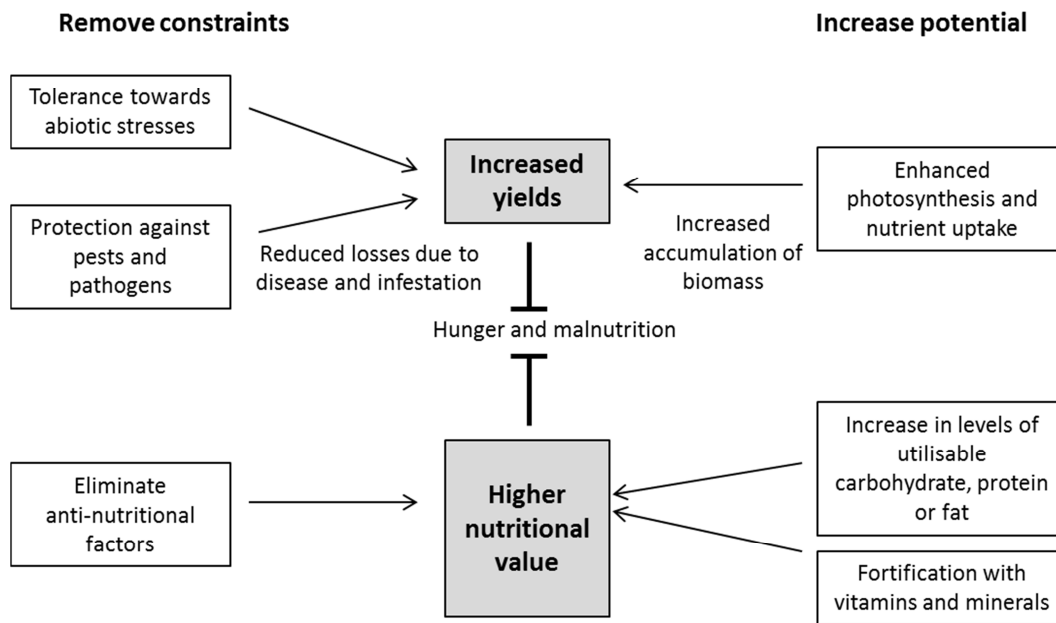 Remove constraints
Increase potential
Tolerance towards
abiotic stresses
Protection against
pests and
pathogens
Reduced losses due to
disease and infestation
Increased
yields
Increased
accumulation of
biomass
Enhanced
photosynthesis and
nutrient uptake
Hunger and malnutrition
Eliminate
anti-nutritional
factors
Higher
nutritional
value
Increase in levels of
utilisable
carbohydrate, protein
or fat
Fortification with
vitamins and minerals